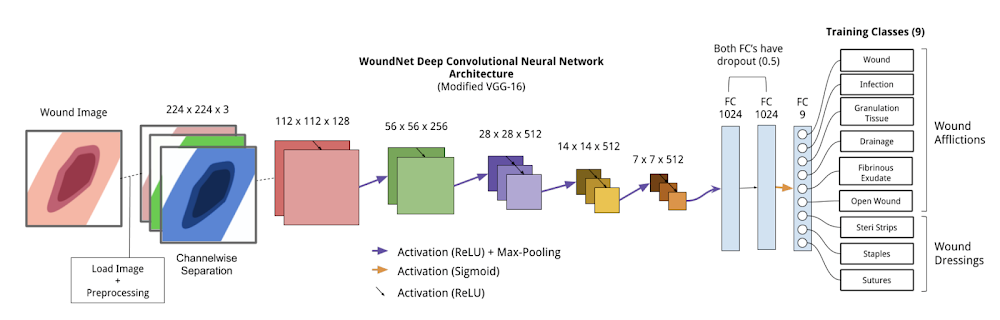 Training Classes (9)
Both FC's have
dropout (0.5)
WoundNet Deep Convolutional Neural Network
Architecture
(Modified VGG-16)
Wound Image
224 x 224 x 3
112 x 112 x 128
56 x 56 x 256
28 x 28 x 512
14 x 14 x 512
7 x 7 x 512
FC
1024
FC
1024
FC
9
Wound
Infection
Granulation
Tissue
Drainage
Fibrinous
Exudate
Open Wound
Steri Strips
Staples
Sutures
Wound
Afflictions
Wound
Dressings
Channelwise
Separation
Load Image
+
Preprocessing
Activation (ReLU) + Max-Pooling
Activation (Sigmoid)
Activation (ReLU)